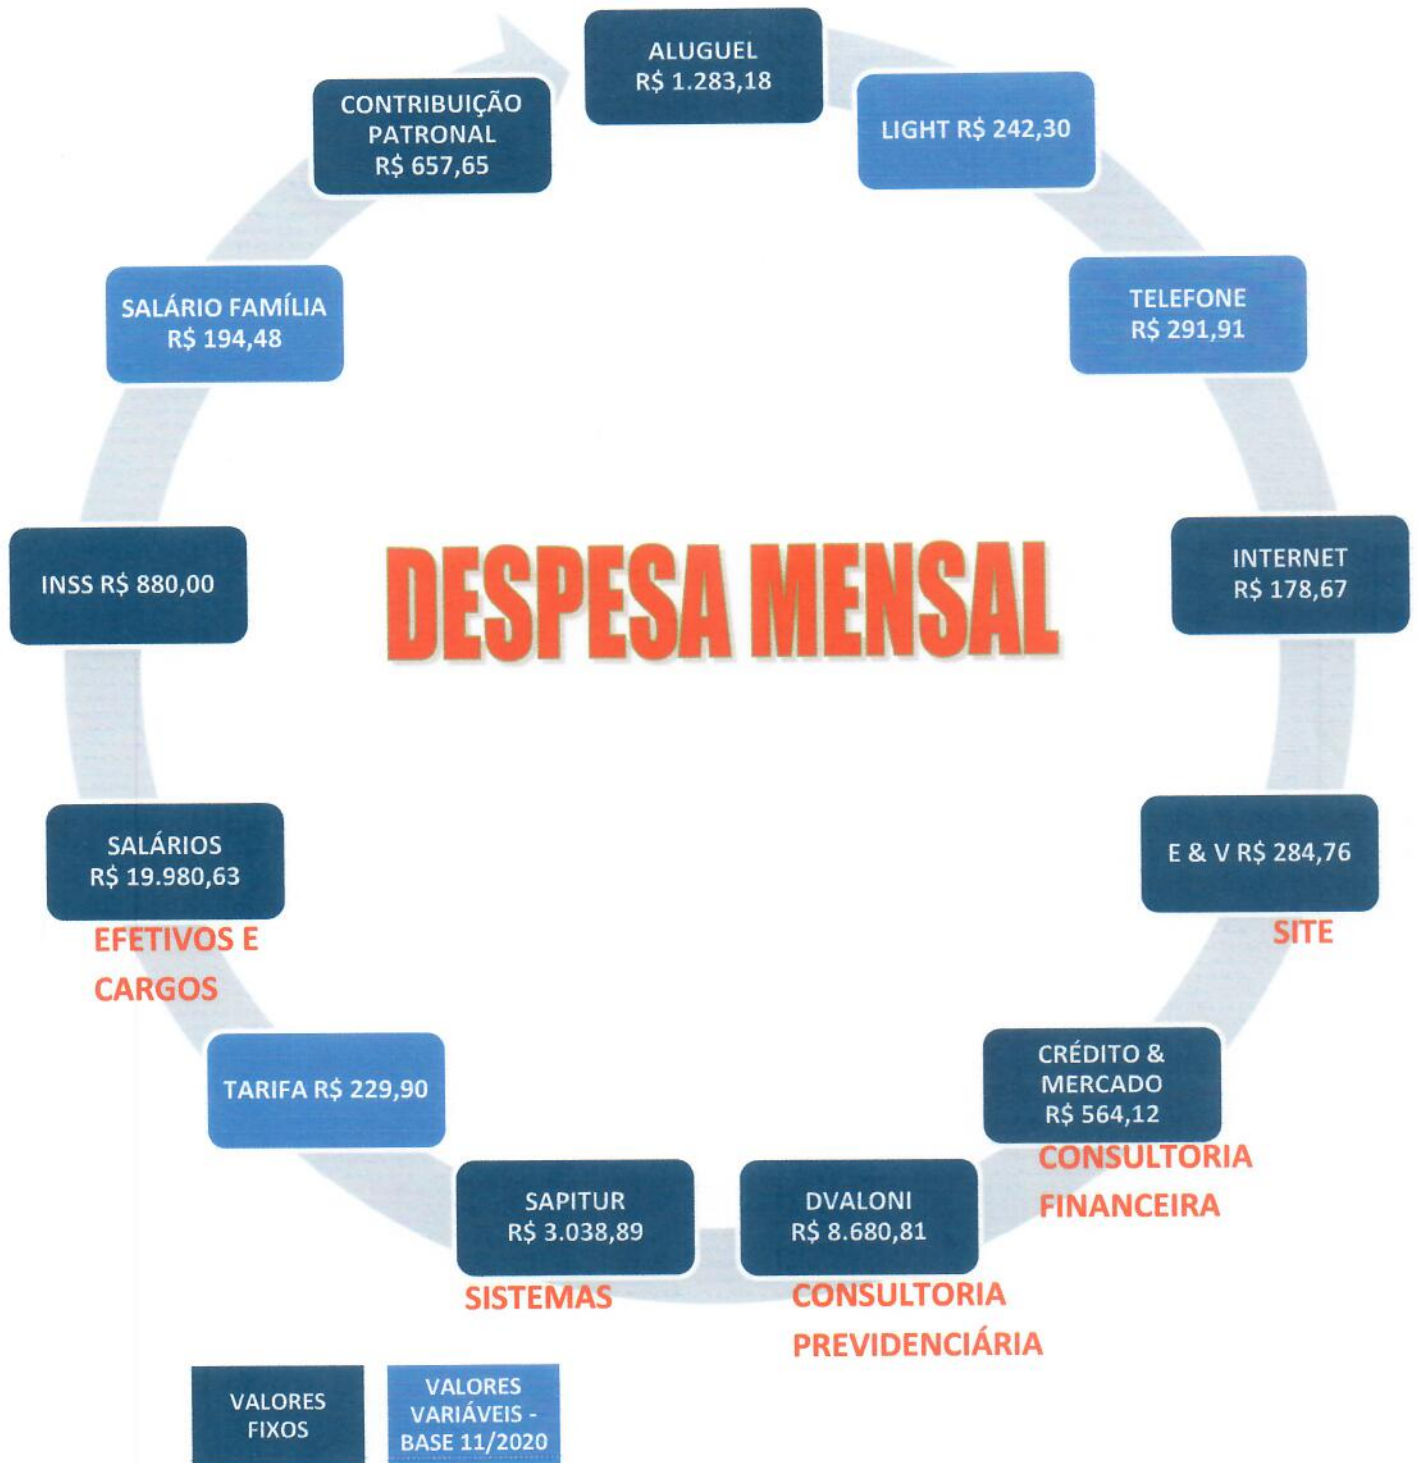 ALUGUEL
R$ 1.283,18
LIGHT R$ 242,30
TELEFONE
R$ 291,91
INTERNET
R$ 178,67
E & V R$ 284,76
SITE
CRÉDITO &
MERCADO
R$ 564,12
CONSULTORIA
FINANCEIRA
DVALONI
R$ 8.680,81
CONSULTORIA
PREVIDENCIÁRIA
SAPITUR
R$ 3.038,89
SISTEMAS
TARIFA R$ 229,90
SALÁRIOS
R$ 19.980,63
EFETIVOS E
CARGOS
INSS R$ 880,00
SALÁRIO FAMÍLIA
R$ 194,48
CONTRIBUIÇÃO
PATRONAL
R$ 657,65
DESPESA MENSAL
VALORES
FIXOS
VALORES
VARIÁVEIS -
BASE 11/2020